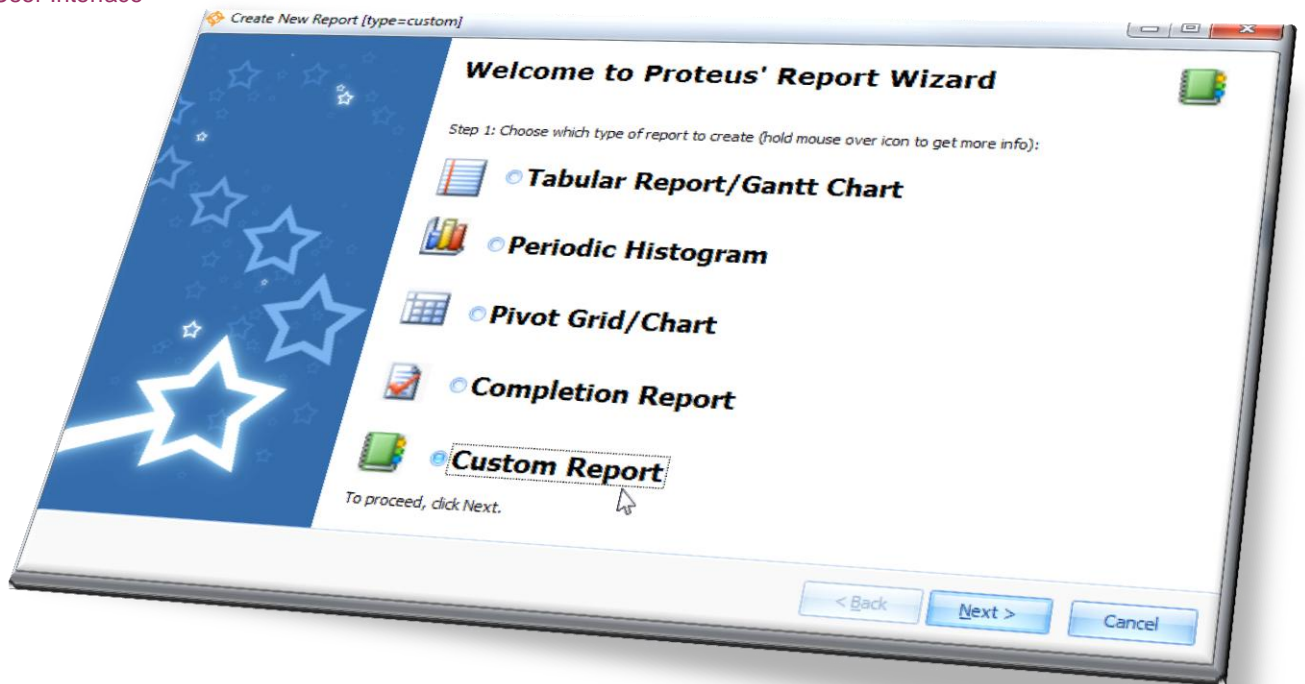 User Interface
Create New Report [type=custom]
Welcome to Proteus' Report Wizard
Step 1: Choose which type of report to create (hold mouse over icon to get more info):
Tabular Report/Gantt Chart
Periodic Histogram
Pivot Grid/Chart
Completion Report
Custom Report
To proceed, click Next.
< Back
Next >
Cancel